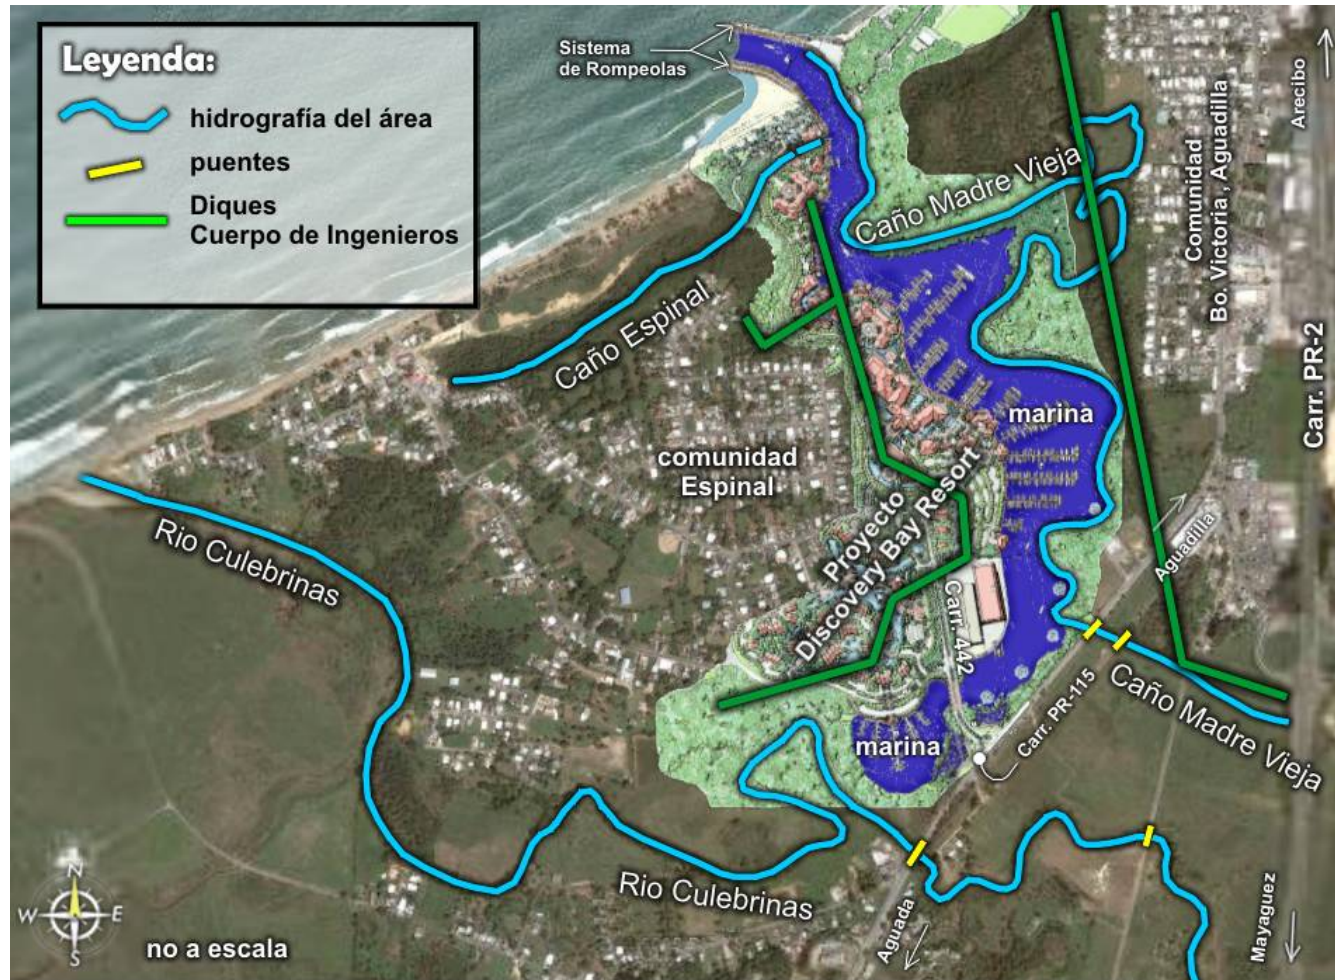 Leyenda:
hidrografía del área
puentes
Diques
Cuerpo de Ingenieros
Sistema
de Rompeolas
Arecibo
Comunidad
Bo. Victoria , Aguadilla
Carr. PR-2
Caño Madre Vieja
Caño Espinal
marina
comunidad
Espinal
Proyecto
Discovery Bay Resort
Rio Culebrinas
Aguadilla
Carr. 442
Carr. PR-115
Caño Madre Vieja
marina
Rio Culebrinas
Aguada
Mayaguez
N
W
E
S
no a escala